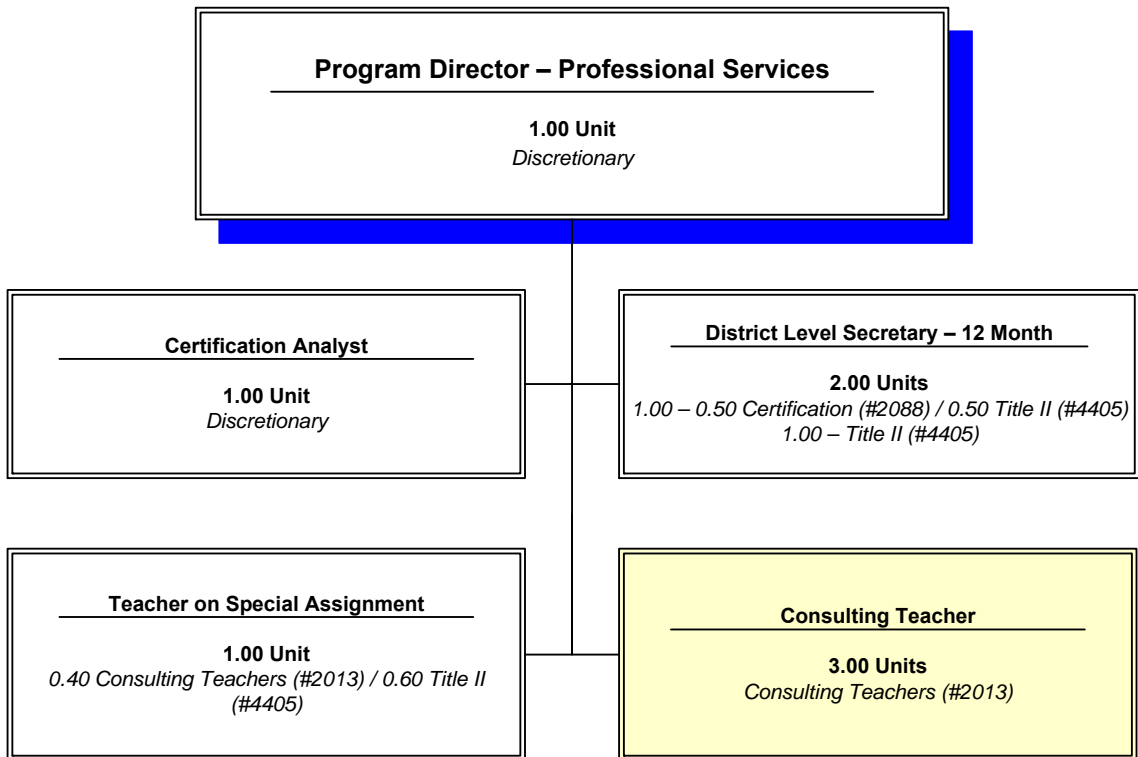 Program Director – Professional Services
1.00 Unit
Discretionary
Certification Analyst
1.00 Unit
Discretionary
District Level Secretary – 12 Month
2.00 Units
1.00 – 0.50 Certification (#2088) / 0.50 Title II (#4405)
1.00 – Title II (#4405)
Teacher on Special Assignment
1.00 Unit
0.40 Consulting Teachers (#2013) / 0.60 Title II
(#4405)
Consulting Teacher
3.00 Units
Consulting Teachers (#2013)